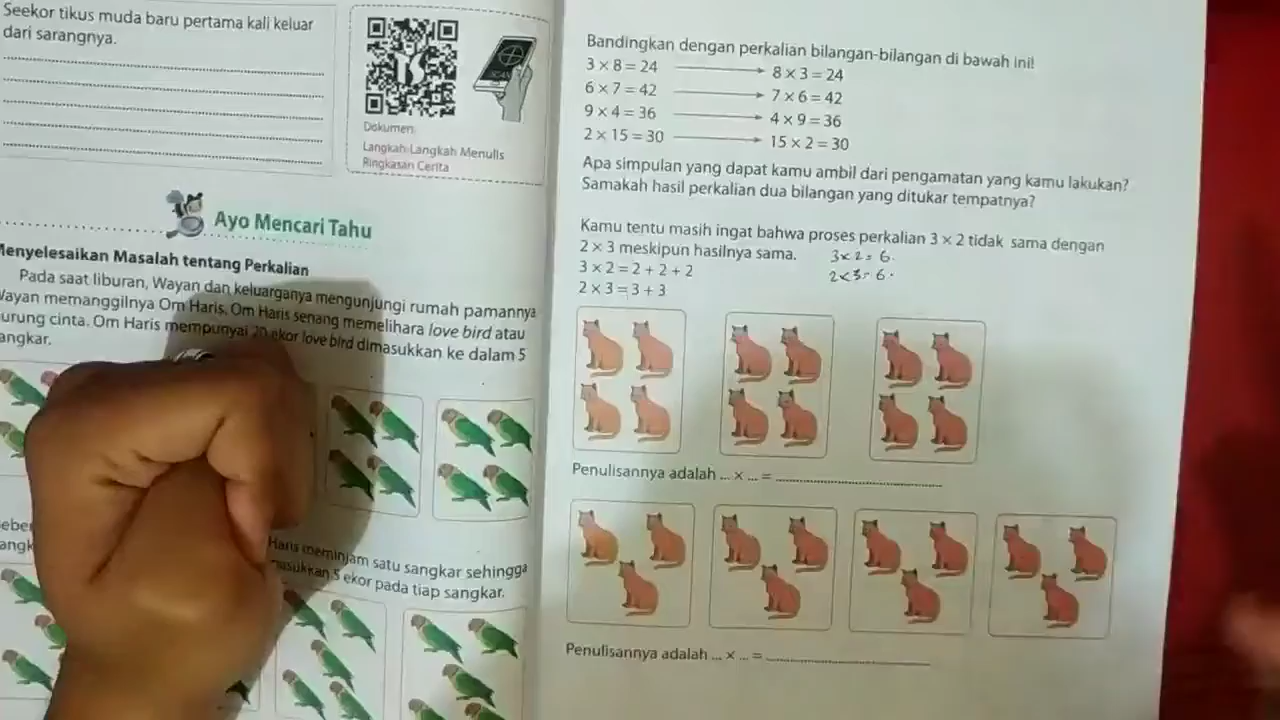 Seekor tikus muda baru pertama kali keluar
dari sarangnya.
Dokumen:
Langkah-Langkah Menulis
Ringkasan Cerita
SCAN
Ayo Mencari Tahu
Menyelesaikan Masalah tentang Perkalian
Pada saat liburan, Wayan dan keluarganya mengunjungi rumah pamannya
Wayan memanggilnya Om Haris. Om Haris senang memelihara love bird atau
burung cinta. Om Haris mempunyai 20 ekor love bird dimasukkan ke dalam 5
sangkar.
Haris meminjam satu sangkar sehingga
5 ekor pada tiap sangkar.
Bandingkan dengan perkalian bilangan-bilangan di bawah ini!
3 × 8 = 24 8 × 3 = 24
6 × 7 = 42 7 × 6 = 42
9 × 4 = 36 4 × 9 = 36
2 × 15 = 30 15 × 2 = 30
Apa simpulan yang dapat kamu ambil dari pengamatan yang kamu lakukan?
Samakah hasil perkalian dua bilangan yang ditukar tempatnya?
Kamu tentu masih ingat bahwa proses perkalian 3 × 2 tidak sama dengan
2 × 3 meskipun hasilnya sama. 3 × 2 = 6
3 × 2 = 2 + 2 + 2 2 × 3 = 6
2 × 3 = 3 + 3
Penulisannya adalah ... × ... =
Penulisannya adalah ... × ... =